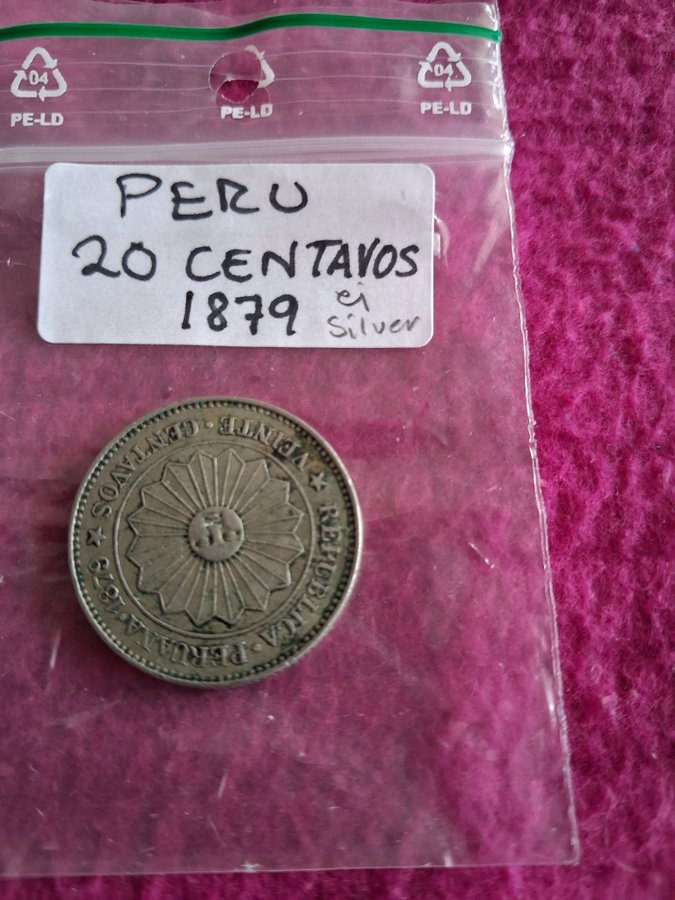 04 04
PE-LD PE-LD PE-LD
PERU
20 CENTAVOS
1879 ei
silver
REPUBLICA · PERUANA · 1879
VEINTE · CENTAVOS